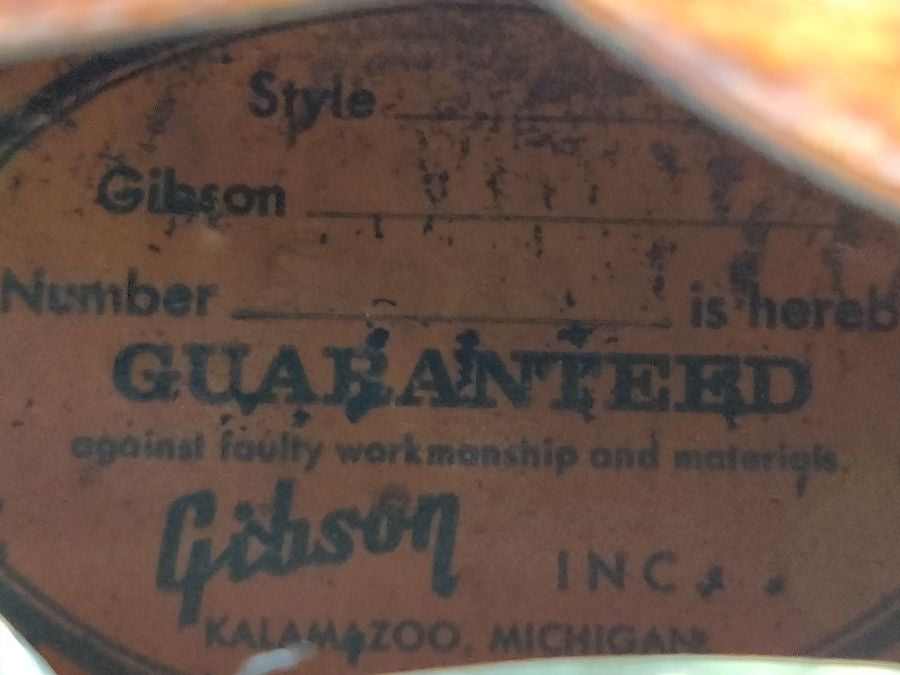 Style
Gibson
Number is hereb
GUARANTEED
against faulty workmanship and materials
Gibson INC.
KALAMAZOO, MICHIGAN